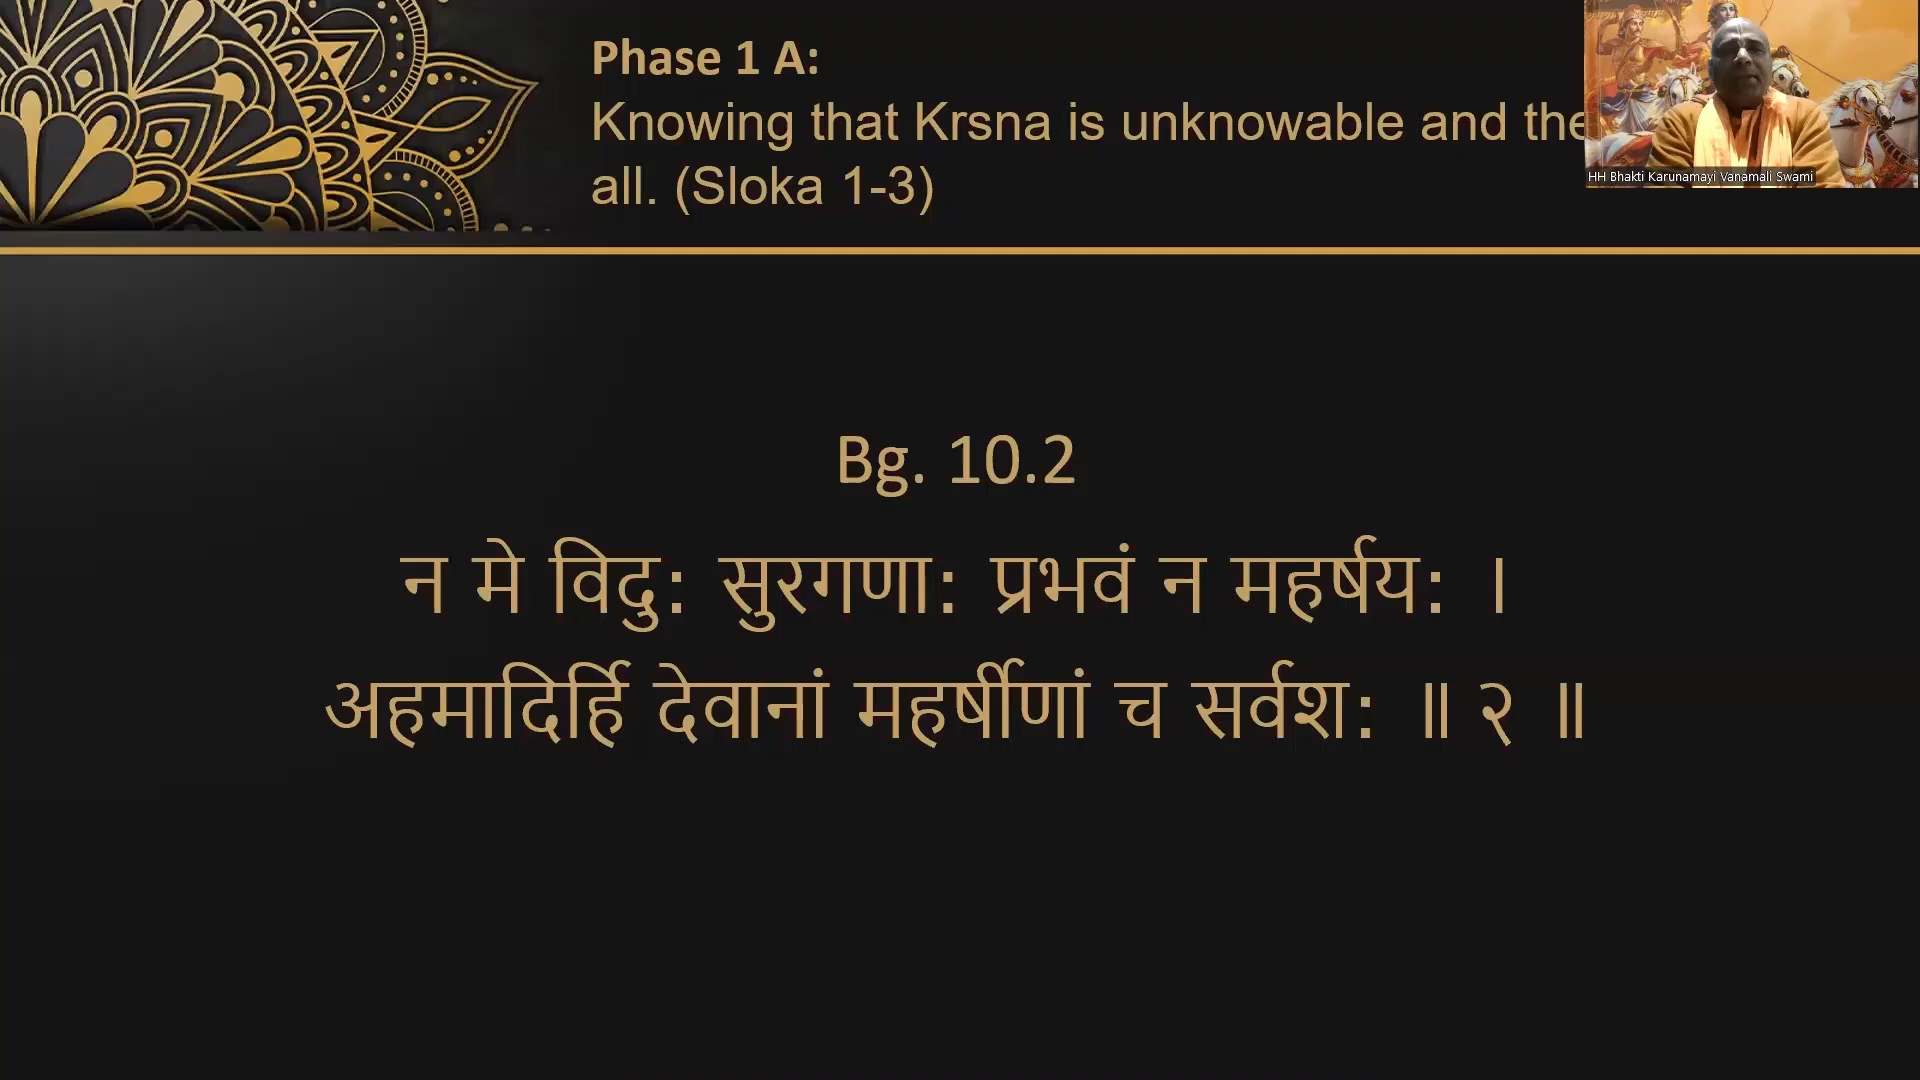 Phase 1 A:
Knowing that Krsna is unknowable and the
all. (Sloka 1-3)
HH Bhakti Karunamayi Vanamali Swami
Bg. 10.2
न मे विदु: सुरगणा: प्रभवं न महर्षय: ।
अहमादिर्हि देवानां महर्षीणां च सर्वश: ॥ २ ॥